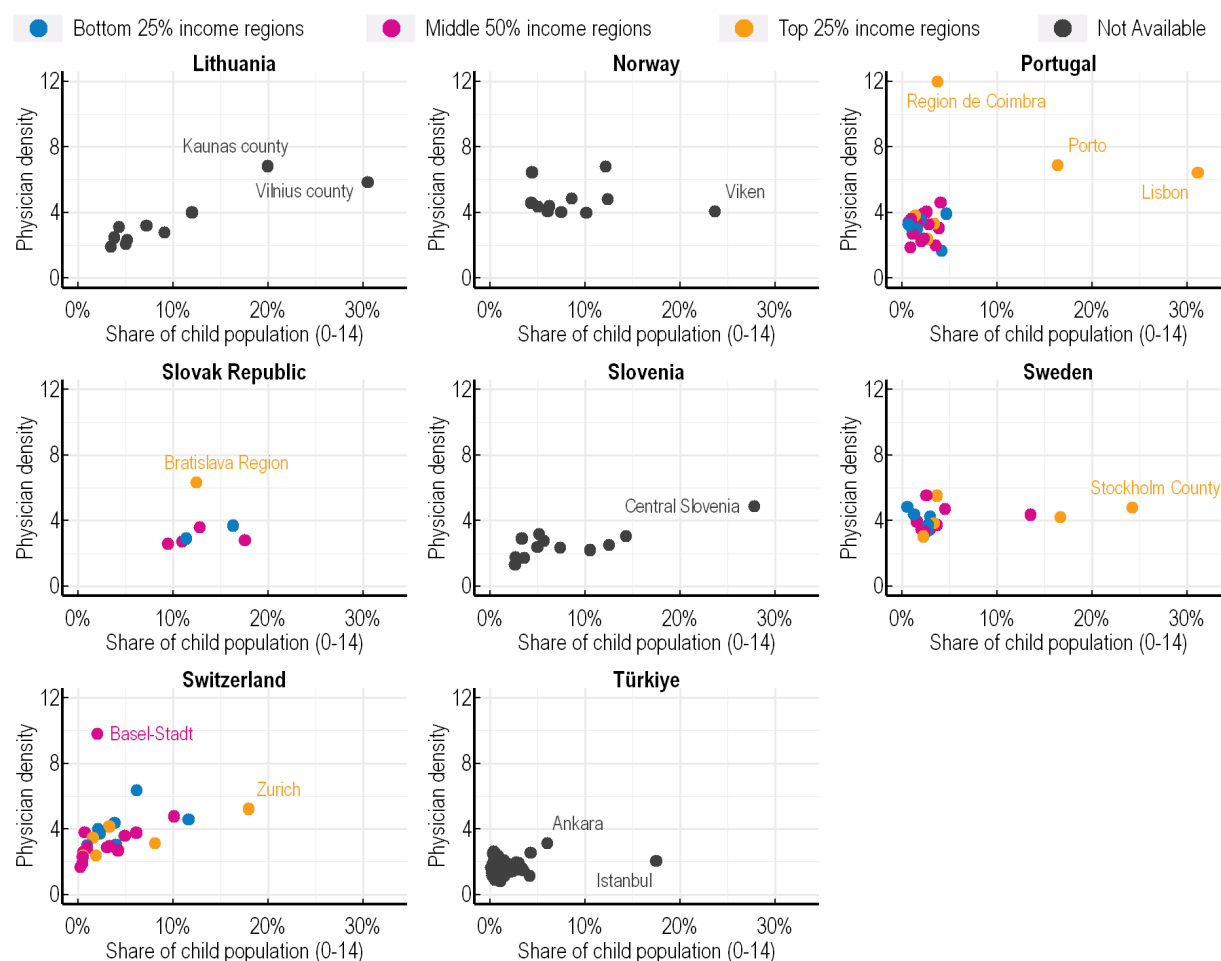 Bottom 25% income regions Middle 50% income regions Top 25% income regions Not Available
Lithuania
Physician density
12
8
4
0
Kaunas county
Vilnius county
0% 10% 20% 30%
Share of child population (0-14)
Norway
Physician density
12
8
4
0
Viken
0% 10% 20% 30%
Share of child population (0-14)
Portugal
Physician density
12
8
4
0
Region de Coimbra
Porto
Lisbon
0% 10% 20% 30%
Share of child population (0-14)
Slovak Republic
Physician density
12
8
4
0
Bratislava Region
0% 10% 20% 30%
Share of child population (0-14)
Slovenia
Physician density
12
8
4
0
Central Slovenia
0% 10% 20% 30%
Share of child population (0-14)
Sweden
Physician density
12
8
4
0
Stockholm County
0% 10% 20% 30%
Share of child population (0-14)
Switzerland
Physician density
12
8
4
0
Basel-Stadt
Zurich
0% 10% 20% 30%
Share of child population (0-14)
Türkiye
Physician density
12
8
4
0
Ankara
Istanbul
0% 10% 20% 30%
Share of child population (0-14)